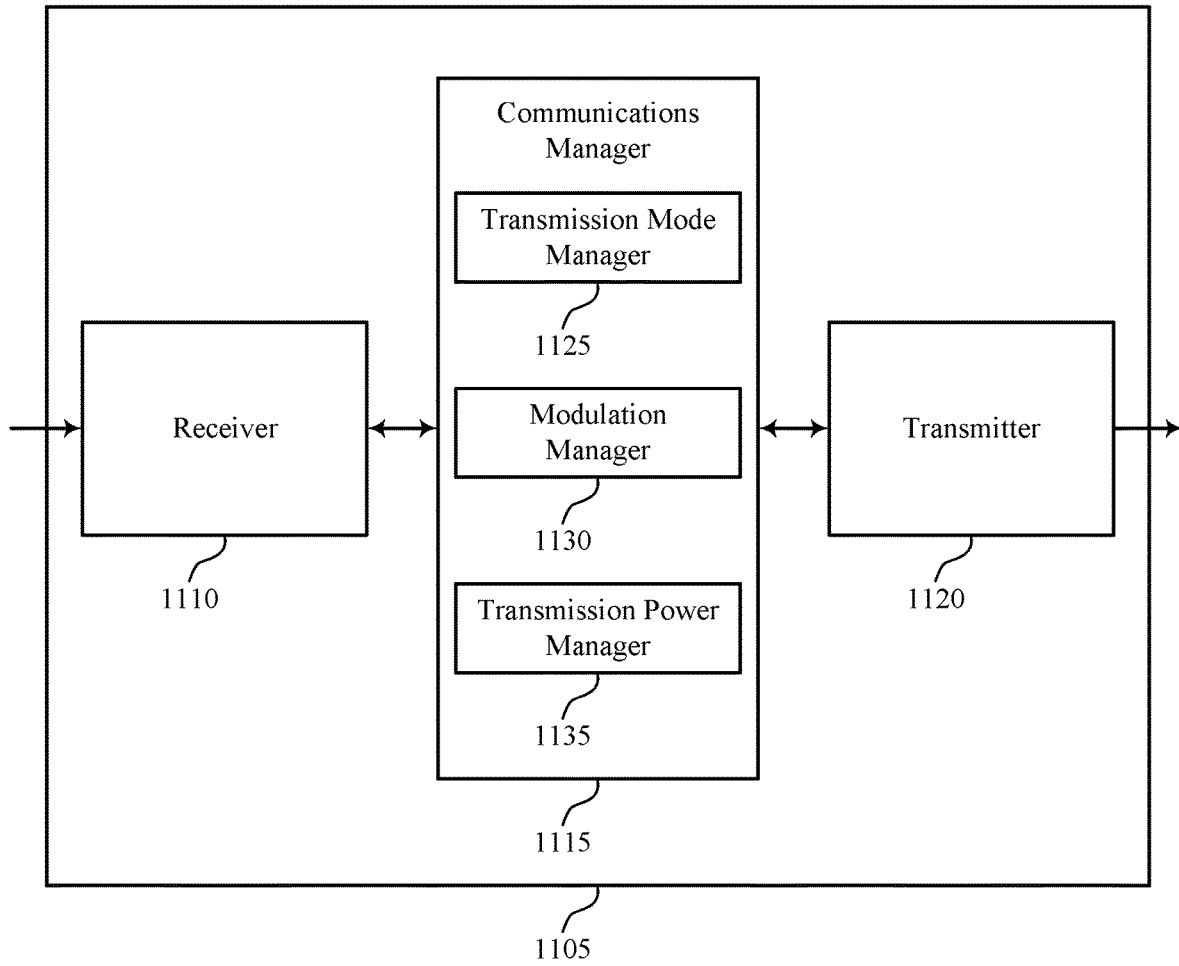 Communications
Manager
Transmission Mode
Manager
1125
Receiver
1110
Modulation
Manager
1130
Transmitter
1120
Transmission Power
Manager
1135
1115
1105